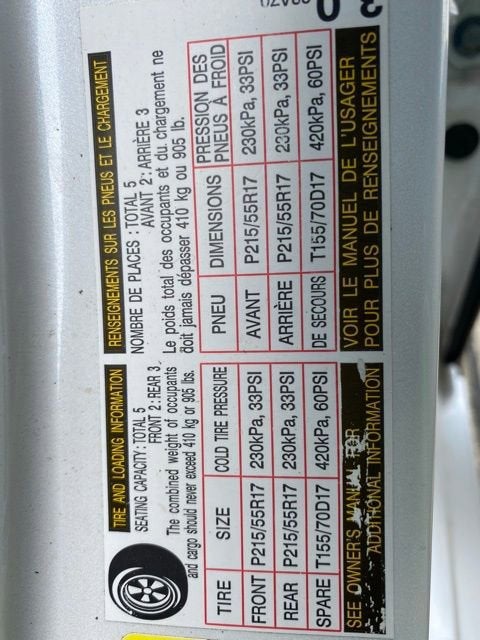 TIRE AND LOADING INFORMATION
SEATING CAPACITY: TOTAL 5
FRONT 2: REAR 3
The combined weight of occupants
and cargo should never exceed 410 kg or 905 lbs.
TIRE SIZE COLD TIRE PRESSURE
FRONT P215/55R17 230kPa, 33PSI
REAR P215/55R17 230kPa, 33PSI
SPARE T155/70D17 420kPa, 60PSI
SEE OWNER'S MANUAL FOR
ADDITIONAL INFORMATION
RENSEIGNEMENTS SUR LES PNEUS ET LE CHARGEMENT
NOMBRE DE PLACES : TOTAL 5
AVANT 2: ARRIÈRE 3
Le poids total des occupants et du chargement ne
doit jamais dépasser 410 kg ou 905 lb.
PNEU DIMENSIONS PRESSION DES
PNEUS À FROID
AVANT P215/55R17 230kPa, 33PSI
ARRIÈRE P215/55R17 230kPa, 33PSI
DE SECOURS T155/70D17 420kPa, 60PSI
VOIR LE MANUEL DE L'USAGER
POUR PLUS DE RENSEIGNEMENTS